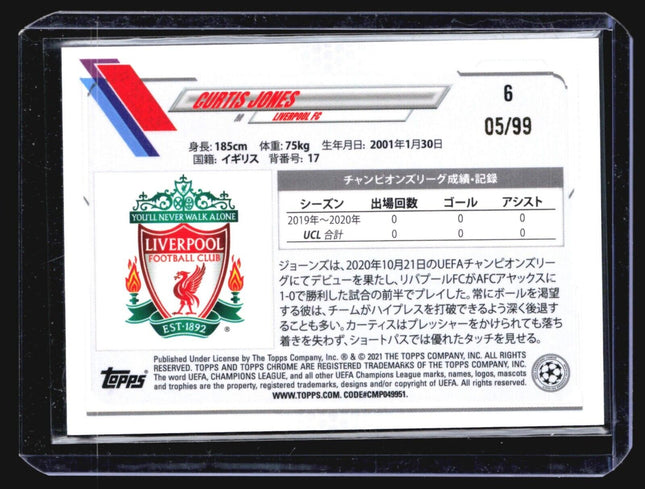 6
CURTIS JONES
M LIVERPOOL FC
05/99
身長: 185cm 体重: 75kg 生年月日: 2001年1月30日
国籍: イギリス 背番号: 17
チャンピオンズリーグ成績・記録
シーズン 出場回数 ゴール アシスト
2019年～2020年 0 0 0
UCL 合計 0 0 0
YOU'LL NEVER WALK ALONE
LIVERPOOL
FOOTBALL CLUB
EST·1892
®
ジョーンズは、2020年10月21日のUEFAチャンピオンズリー
グにてデビューを果たし、リバプールFCがAFCアヤックスに
1-0で勝利した試合の前半でプレイした。常にボールを渇望
する彼は、チームがハイプレスを打破できるよう深く後退す
ることも多い。カーティスはプレッシャーをかけられても落ち
着きを失わず、ショートパスでは優れたタッチを見せる。
Topps
Published Under License by The Topps Company, Inc. ® & © 2021 THE TOPPS COMPANY, INC. ALL RIGHTS
RESERVED. TOPPS AND TOPPS CHROME ARE REGISTERED TRADEMARKS OF THE TOPPS COMPANY, INC.
The word UEFA, CHAMPIONS LEAGUE, and all other Champions League marks, names, logos, mascots
and trophies are the property, registered trademarks, designs and/or copyright of UEFA. All rights reserved.
WWW.TOPPS.COM. CODE#CMP049951.